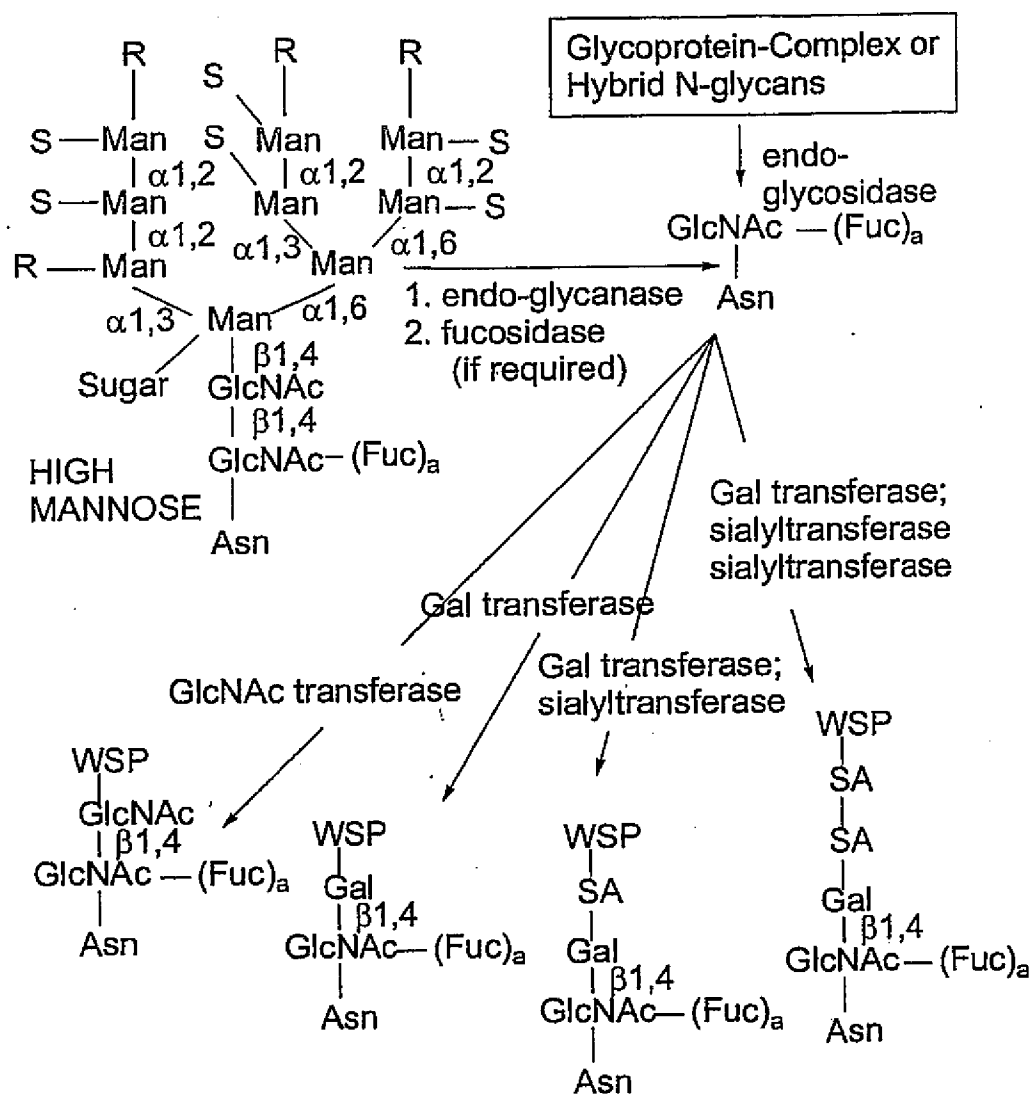 R
R
R
S
S
S — Man
Man
Man — S
α1,2
α1,2
α1,2
S — Man
Man
Man — S
α1,2
α1,3
α1,6
R — Man
Man
α1,3
Man
α1,6
Sugar
β1,4
GlcNAc
β1,4
GlcNAc — (Fuc)a
HIGH
MANNOSE
Asn
Glycoprotein-Complex or
Hybrid N-glycans
endo-
glycosidase
GlcNAc — (Fuc)a
Asn
1. endo-glycanase
2. fucosidase
(if required)
GlcNAc transferase
Gal transferase
Gal transferase;
sialyltransferase
Gal transferase;
sialyltransferase
sialyltransferase
WSP
GlcNAc
β1,4
GlcNAc — (Fuc)a
Asn
WSP
Gal
β1,4
GlcNAc — (Fuc)a
Asn
WSP
SA
Gal
β1,4
GlcNAc — (Fuc)a
Asn
WSP
SA
SA
Gal
β1,4
GlcNAc — (Fuc)a
Asn